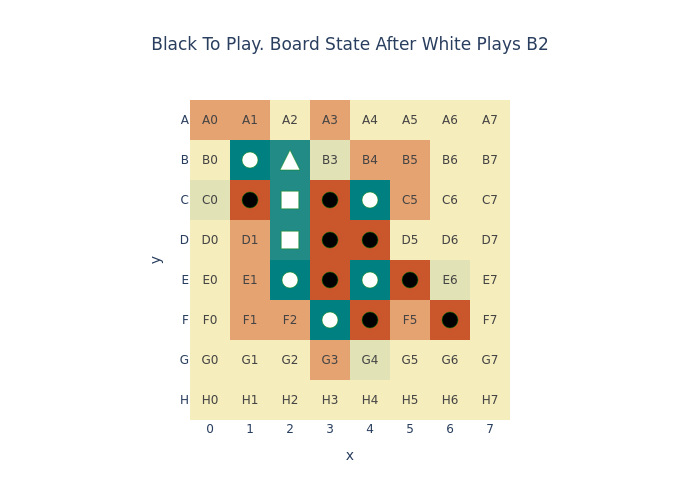 Black To Play. Board State After White Plays B2
A A0 A1 A2 A3 A4 A5 A6 A7
B B0 B3 B4 B5 B6 B7
C C0 C5 C6 C7
D D0 D1 D5 D6 D7
E E0 E1 E6 E7
F F0 F1 F2 F5 F7
G G0 G1 G2 G3 G4 G5 G6 G7
H H0 H1 H2 H3 H4 H5 H6 H7
0 1 2 3 4 5 6 7
x
y